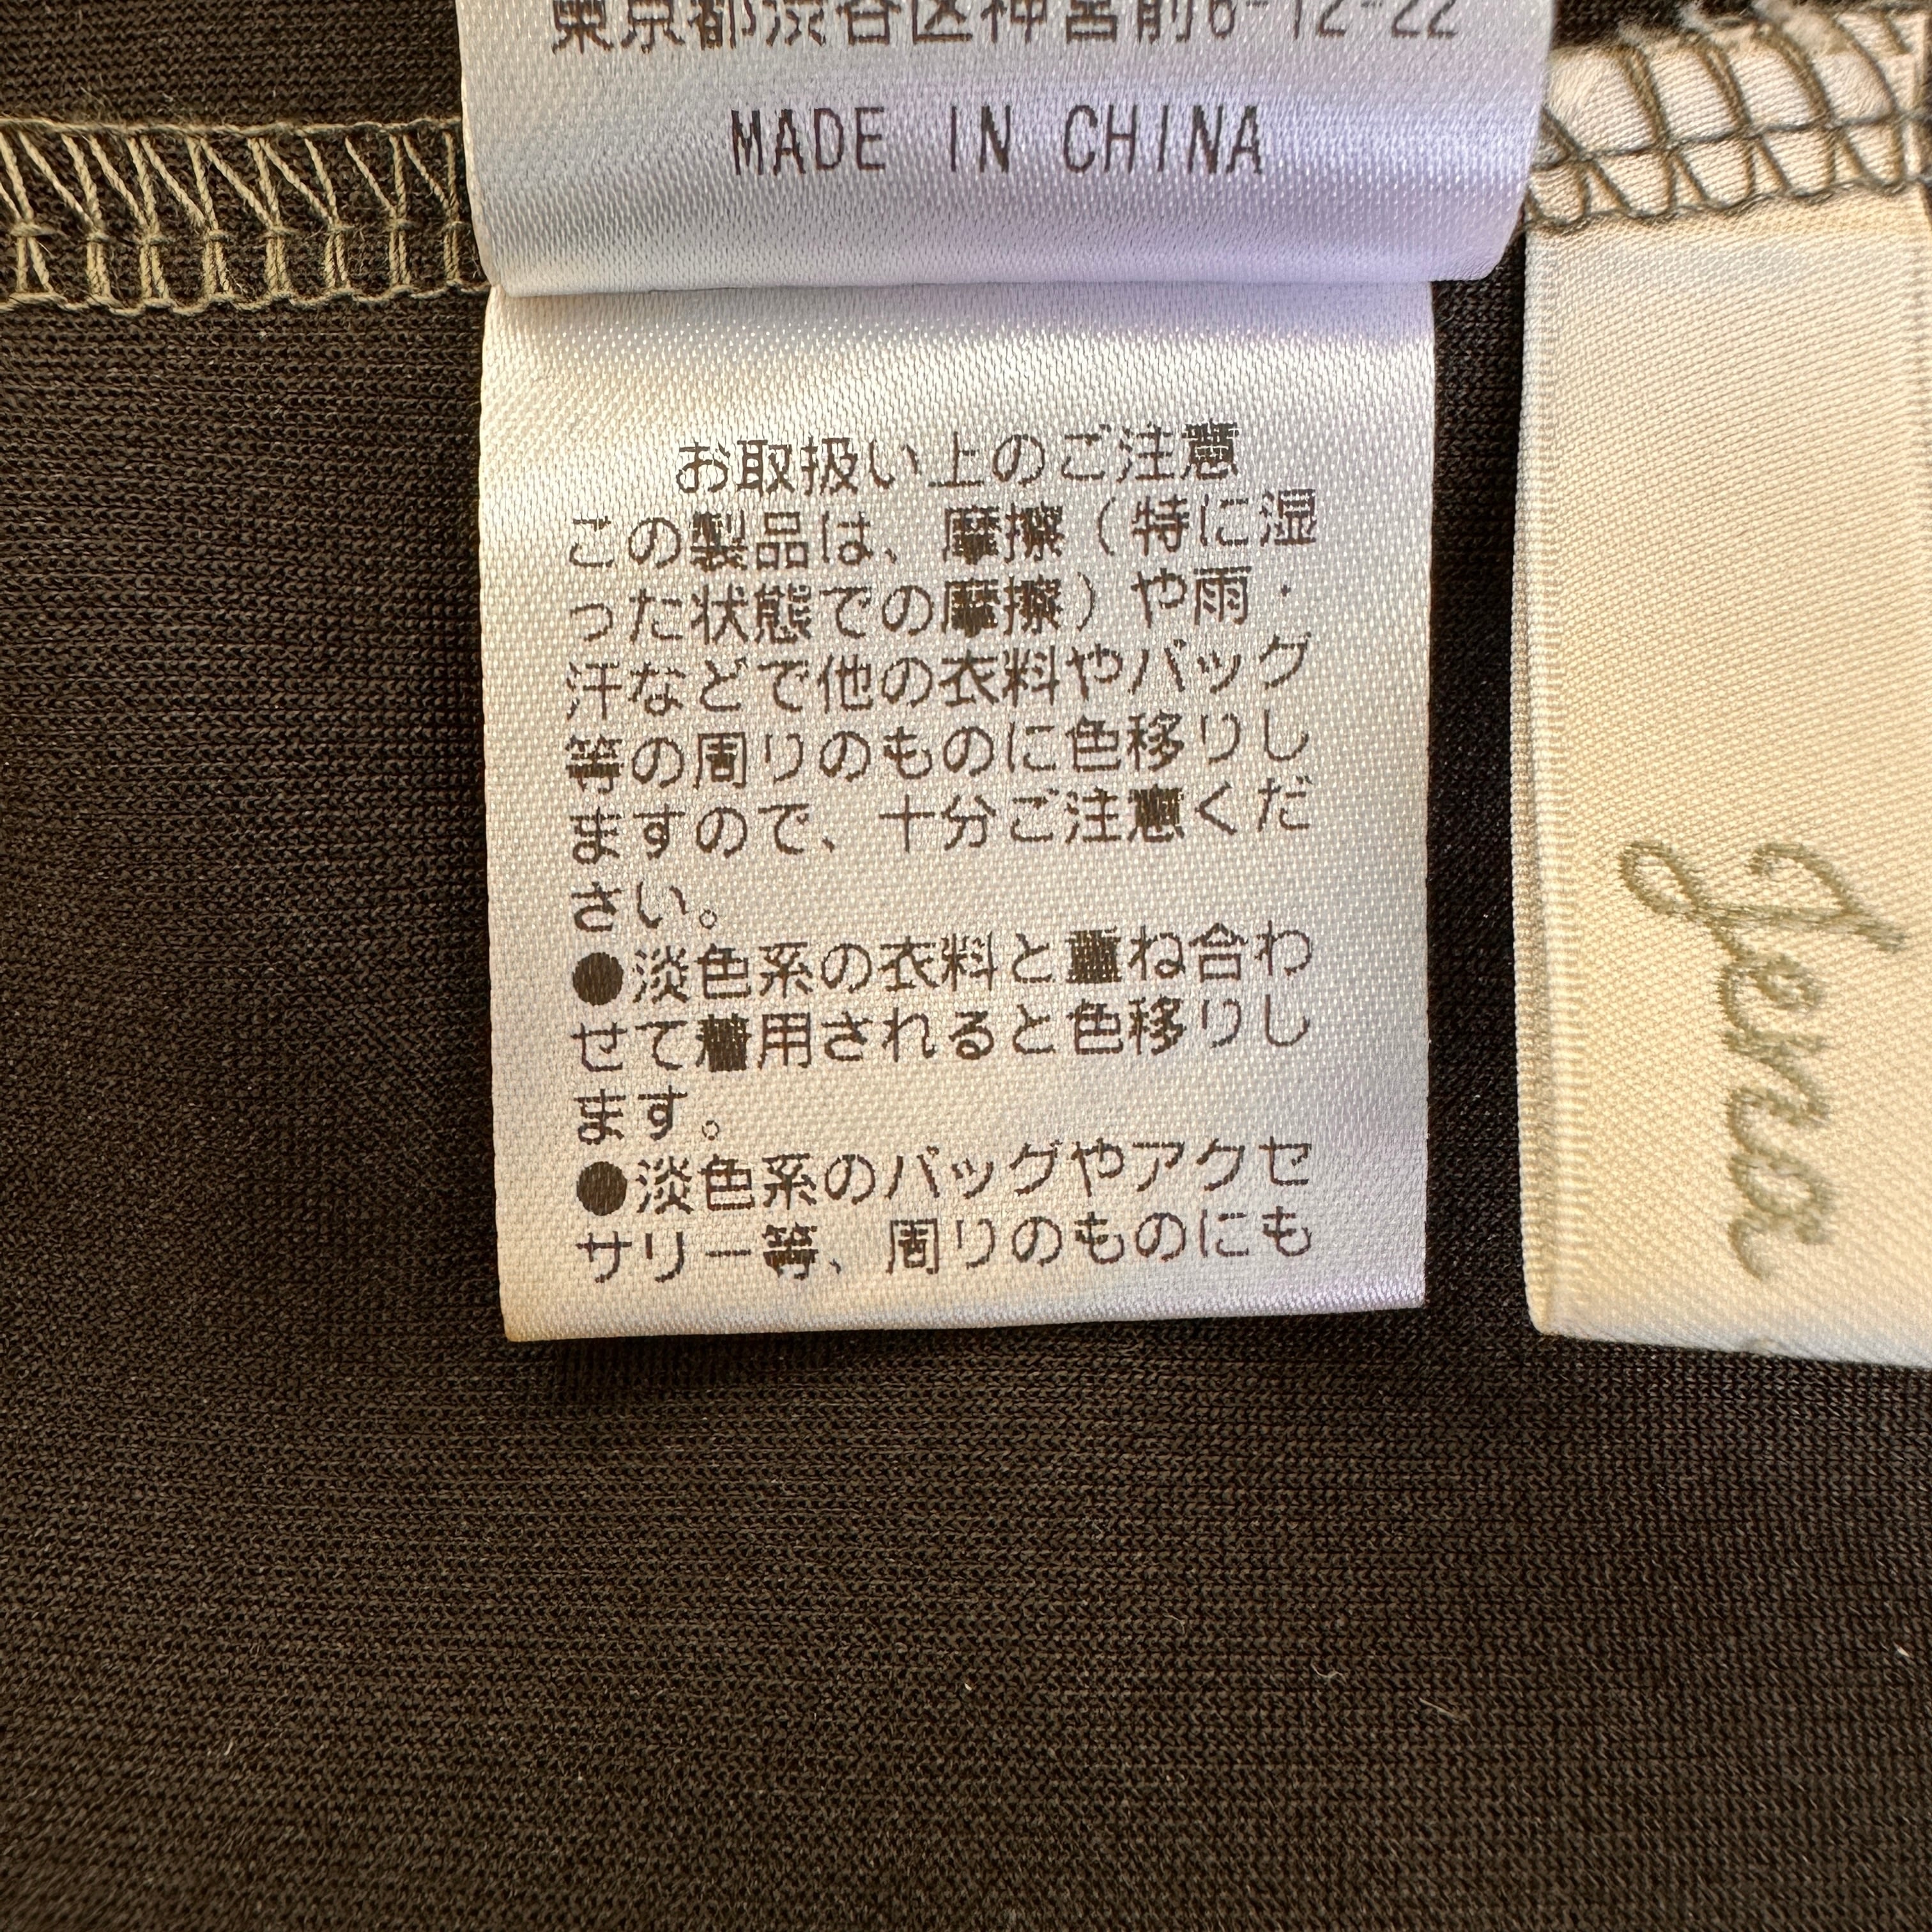 東京都渋谷区神宮前6-12-22
MADE IN CHINA
お取扱い上のご注意
この製品は、摩擦（特に湿
った状態での摩擦）や雨・
汗などで他の衣料やバッグ
等の周りのものに色移りし
ますので、十分ご注意くだ
さい。
●淡色系の衣料と重ね合わ
せて着用されると色移りし
ます。
●淡色系のバッグやアクセ
サリー等、周りのものにも
Jena